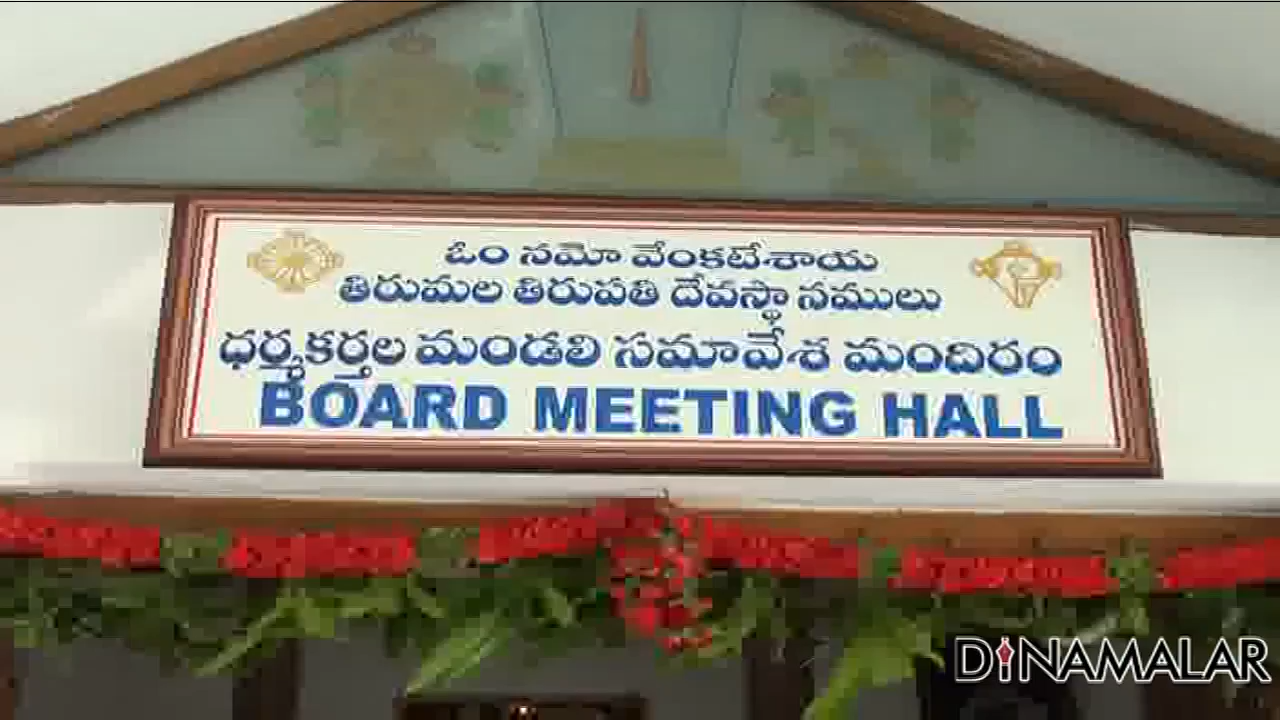 ఓం నమో వేంకటేశాయ
తిరుమల తిరుపతి దేవస్థానములు
ధర్మకర్తల మండలి సమావేశ మందిరం
BOARD MEETING HALL
DINAMALAR